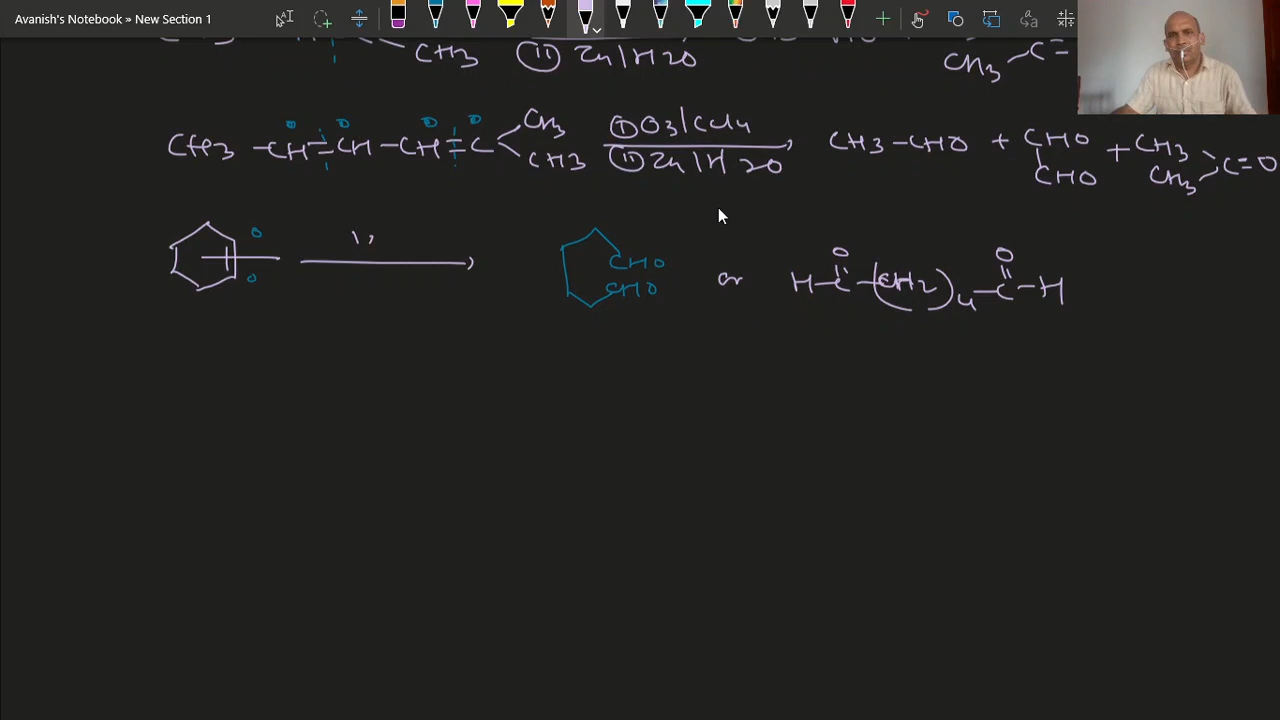 Avanish's Notebook » New Section 1
CH3
(ii) Zn/H2O
CH3 C=
CH3
(i) O3/CCl4
CH3-CH=CH-CH=C
CH3-CHO + CHO + CH3 C=O
CH3
(ii) Zn/H2O
CHO
CH3
O
O
O
CHO
or
H-C-(CH2)4-C-H
O
CHO